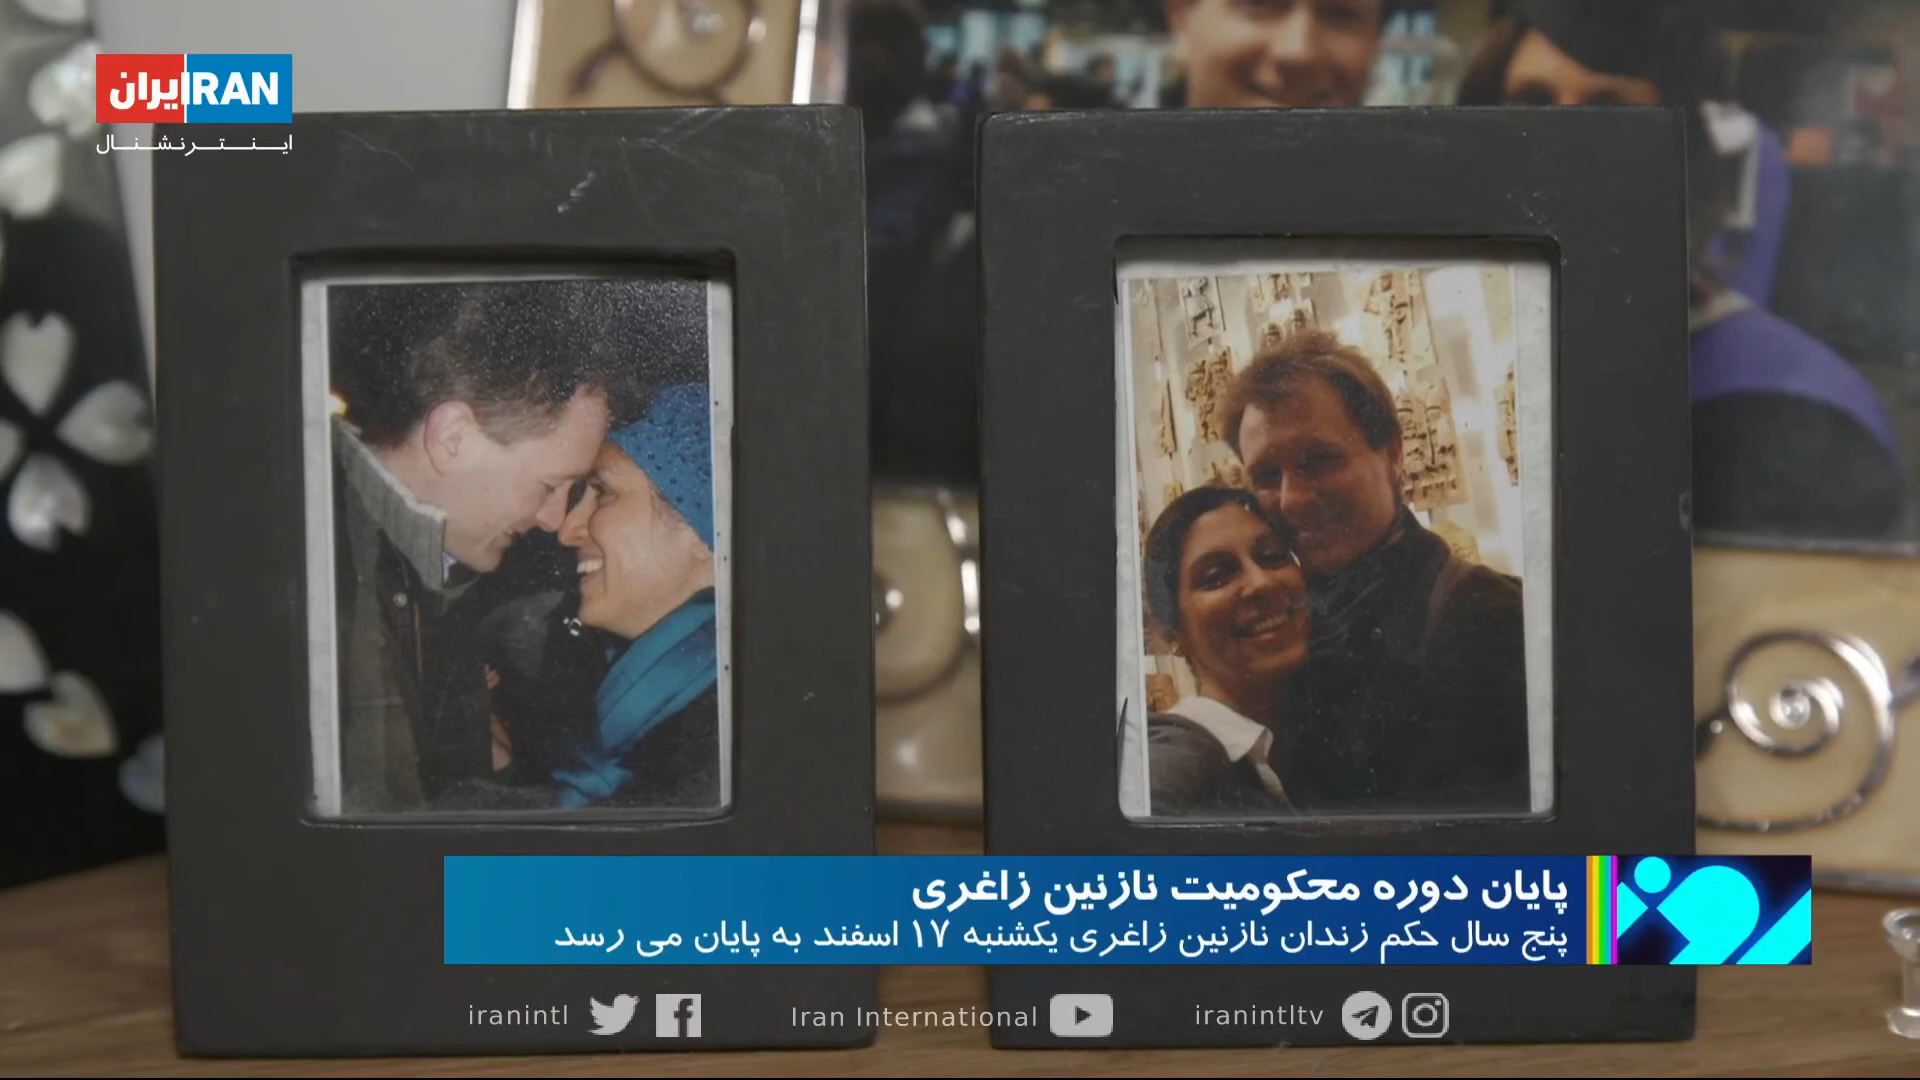 ایران IRAN
اینترنشنال
پایان دوره محکومیت نازنین زاغری
پنج سال حکم زندان نازنین زاغری یکشنبه ۱۷ اسفند به پایان می رسد
iranintl
Iran International
iranintltv